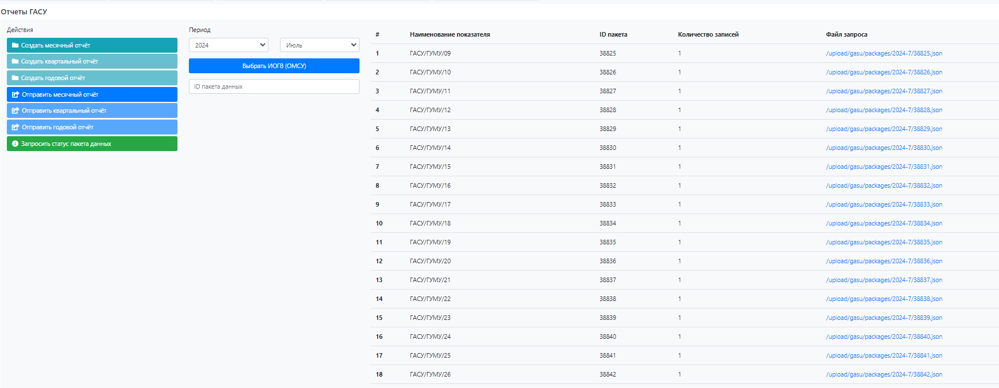 Отчеты ГАСУ
Действия
Создать месячный отчёт
Создать квартальный отчёт
Создать годовой отчёт
Отправить месячный отчёт
Отправить квартальный отчёт
Отправить годовой отчёт
Запросить статус пакета данных
Период
2024 Июль
Выбрать ИОГВ (ОМСУ)
ID пакета данных
# Наименование показателя ID пакета Количество записей Файл запроса
1 ГАСУ/ГУМУ/09 38825 1 /upload/gasu/packages/2024-7/38825.json
2 ГАСУ/ГУМУ/10 38826 1 /upload/gasu/packages/2024-7/38826.json
3 ГАСУ/ГУМУ/11 38827 1 /upload/gasu/packages/2024-7/38827.json
4 ГАСУ/ГУМУ/12 38828 1 /upload/gasu/packages/2024-7/38828.json
5 ГАСУ/ГУМУ/13 38829 1 /upload/gasu/packages/2024-7/38829.json
6 ГАСУ/ГУМУ/14 38830 1 /upload/gasu/packages/2024-7/38830.json
7 ГАСУ/ГУМУ/15 38831 1 /upload/gasu/packages/2024-7/38831.json
8 ГАСУ/ГУМУ/16 38832 1 /upload/gasu/packages/2024-7/38832.json
9 ГАСУ/ГУМУ/17 38833 1 /upload/gasu/packages/2024-7/38833.json
10 ГАСУ/ГУМУ/18 38834 1 /upload/gasu/packages/2024-7/38834.json
11 ГАСУ/ГУМУ/19 38835 1 /upload/gasu/packages/2024-7/38835.json
12 ГАСУ/ГУМУ/20 38836 1 /upload/gasu/packages/2024-7/38836.json
13 ГАСУ/ГУМУ/21 38837 1 /upload/gasu/packages/2024-7/38837.json
14 ГАСУ/ГУМУ/22 38838 1 /upload/gasu/packages/2024-7/38838.json
15 ГАСУ/ГУМУ/23 38839 1 /upload/gasu/packages/2024-7/38839.json
16 ГАСУ/ГУМУ/24 38840 1 /upload/gasu/packages/2024-7/38840.json
17 ГАСУ/ГУМУ/25 38841 1 /upload/gasu/packages/2024-7/38841.json
18 ГАСУ/ГУМУ/26 38842 1 /upload/gasu/packages/2024-7/38842.json